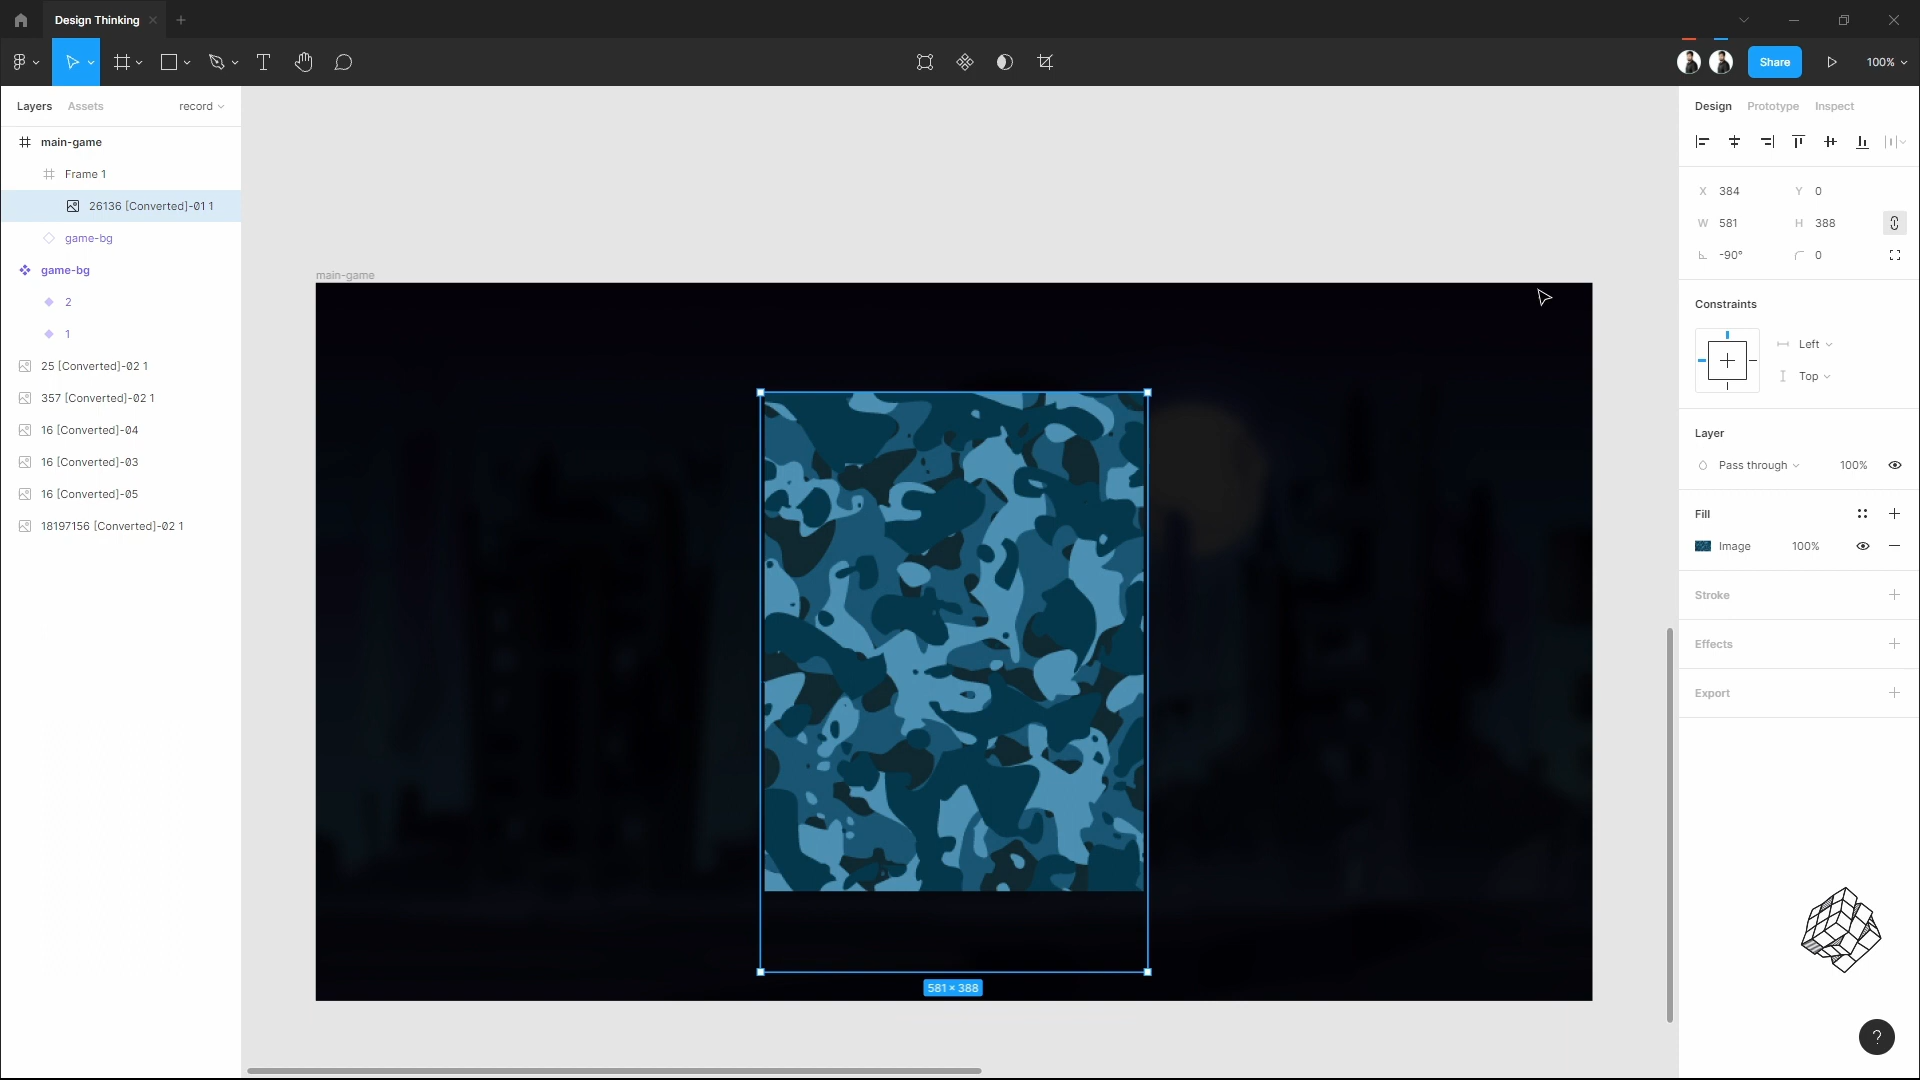 Design Thinking
Share
100%
Layers
Assets
record
Design
Prototype
Inspect
main-game
Frame 1
26136 [Converted]-01 1
game-bg
game-bg
2
1
25 [Converted]-02 1
357 [Converted]-02 1
16 [Converted]-04
16 [Converted]-03
16 [Converted]-05
18197156 [Converted]-02 1
main-game
581 × 388
X 384 Y 0
W 581 H 388
-90° 0
Constraints
Left
Top
Layer
Pass through 100%
Fill
Image 100%
Stroke
Effects
Export
?